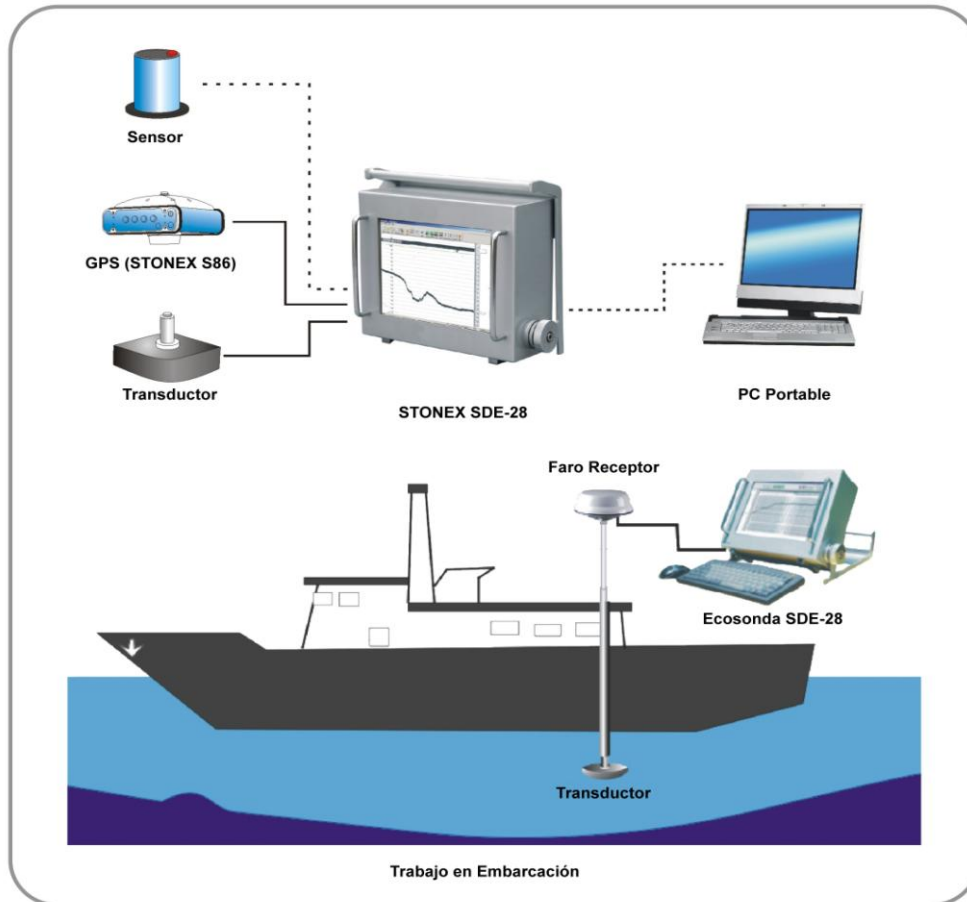 Sensor
GPS (STONEX S86)
Transductor
STONEX SDE-28
PC Portable
Faro Receptor
Ecosonda SDE-28
Transductor
Trabajo en Embarcación